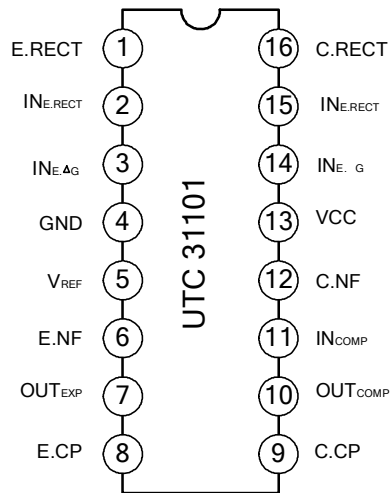 E.RECT 1 16 C.RECT
INE.RECT 2 15 INE.RECT
INE.ΔG 3 14 INE. G
GND 4 13 VCC
VREF 5 12 C.NF
E.NF 6 11 INCOMP
OUTEXP 7 10 OUTCOMP
E.CP 8 9 C.CP
UTC 31101